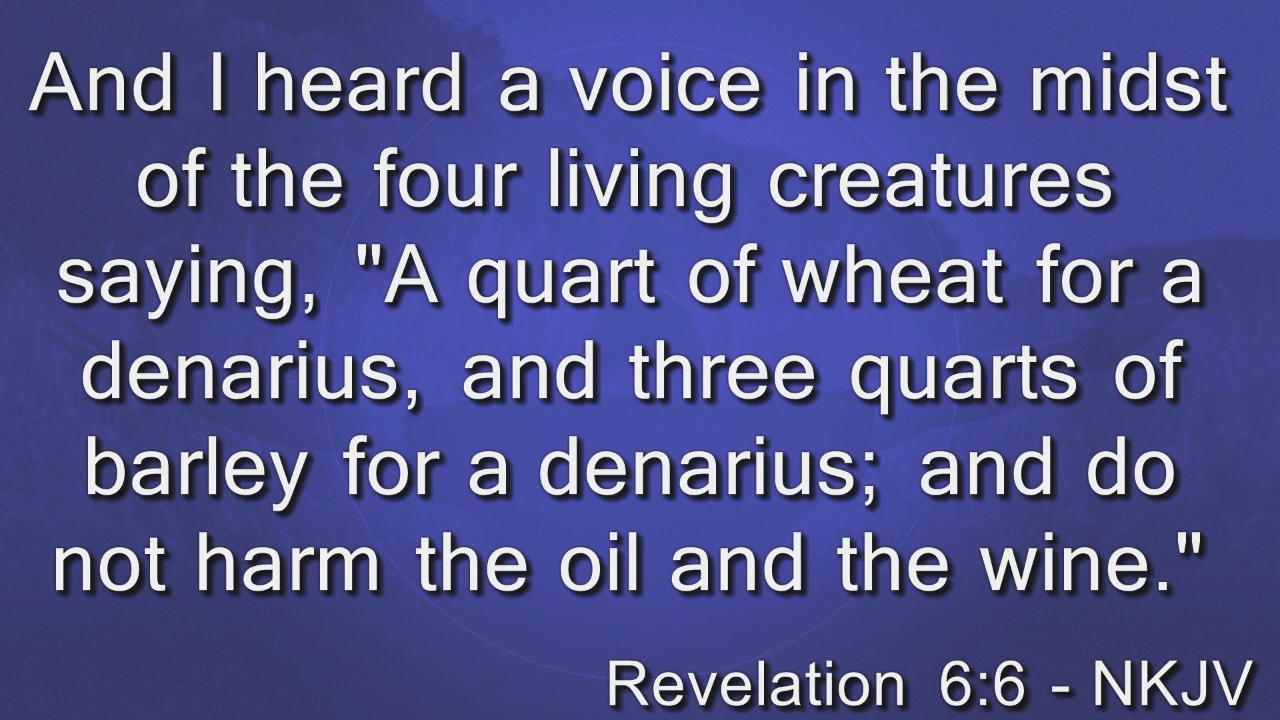 And I heard a voice in the midst
of the four living creatures
saying, "A quart of wheat for a
denarius, and three quarts of
barley for a denarius; and do
not harm the oil and the wine."
Revelation 6:6 - NKJV